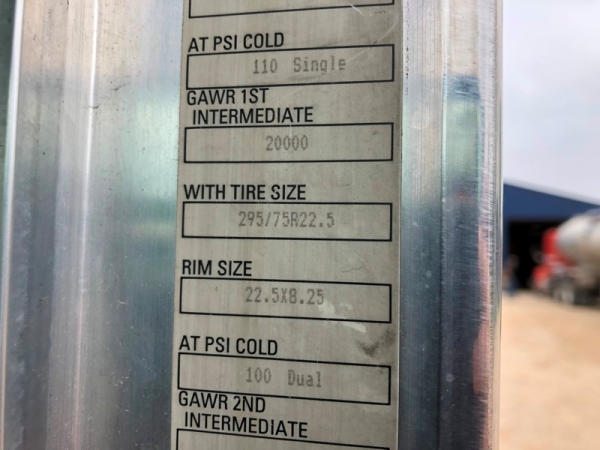 AT PSI COLD
110 Single
GAWR 1ST
INTERMEDIATE
20000
WITH TIRE SIZE
295/75R22.5
RIM SIZE
22.5X8.25
AT PSI COLD
100 Dual
GAWR 2ND
INTERMEDIATE